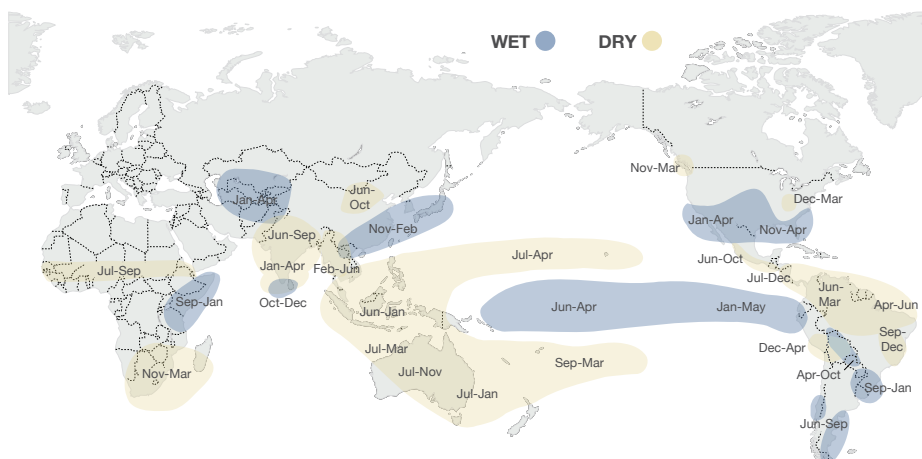 WET
DRY
Nov-Mar
Jan-Apr
Jun-
Oct
Dec-Mar
Jan-Apr
Nov-Feb
Nov-Apr
Jun-Sep
Jul-Apr
Jun-Oct
Jul-Sep
Jan-Apr
Feb-Jun
Jul-Dec
Jun-
Mar
Oct-Dec
Sep-Jan
Jun-Jan
Jun-Apr
Jan-May
Apr-Jun
Sep-
Dec
Jul-Mar
Dec-Apr
Nov-Mar
Jul-Nov
Sep-Mar
Apr-Oct
Jul-Jan
Sep-Jan
Jun-Sep